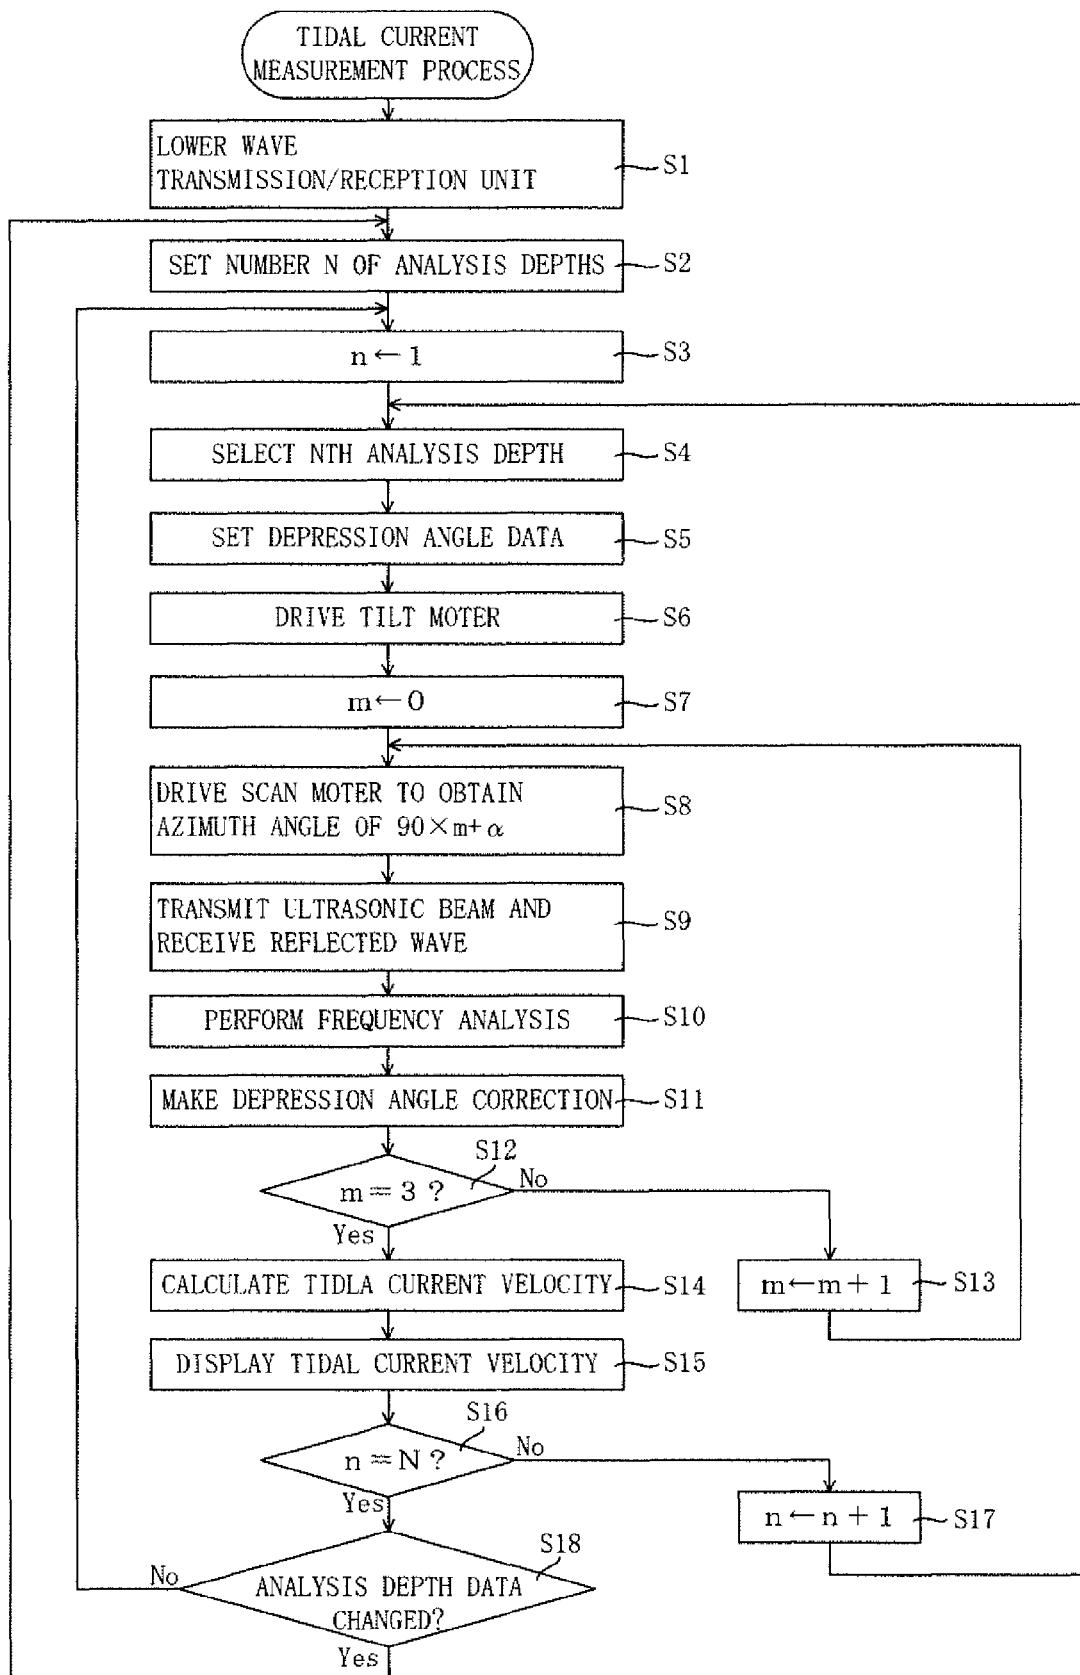 TIDAL CURRENT
MEASUREMENT PROCESS
LOWER WAVE
TRANSMISSION/RECEPTION UNIT
S1
SET NUMBER N OF ANALYSIS DEPTHS
S2
n←1
S3
SELECT NTH ANALYSIS DEPTH
S4
SET DEPRESSION ANGLE DATA
S5
DRIVE TILT MOTER
S6
m←0
S7
DRIVE SCAN MOTER TO OBTAIN
AZIMUTH ANGLE OF 90×m+α
S8
TRANSMIT ULTRASONIC BEAM AND
RECEIVE REFLECTED WAVE
S9
PERFORM FREQUENCY ANALYSIS
S10
MAKE DEPRESSION ANGLE CORRECTION
S11
S12
m=3?
No
Yes
CALCULATE TIDLA CURRENT VELOCITY
S14
m←m+1
S13
DISPLAY TIDAL CURRENT VELOCITY
S15
S16
n=N?
No
Yes
n←n+1
S17
S18
No
ANALYSIS DEPTH DATA
CHANGED?
Yes